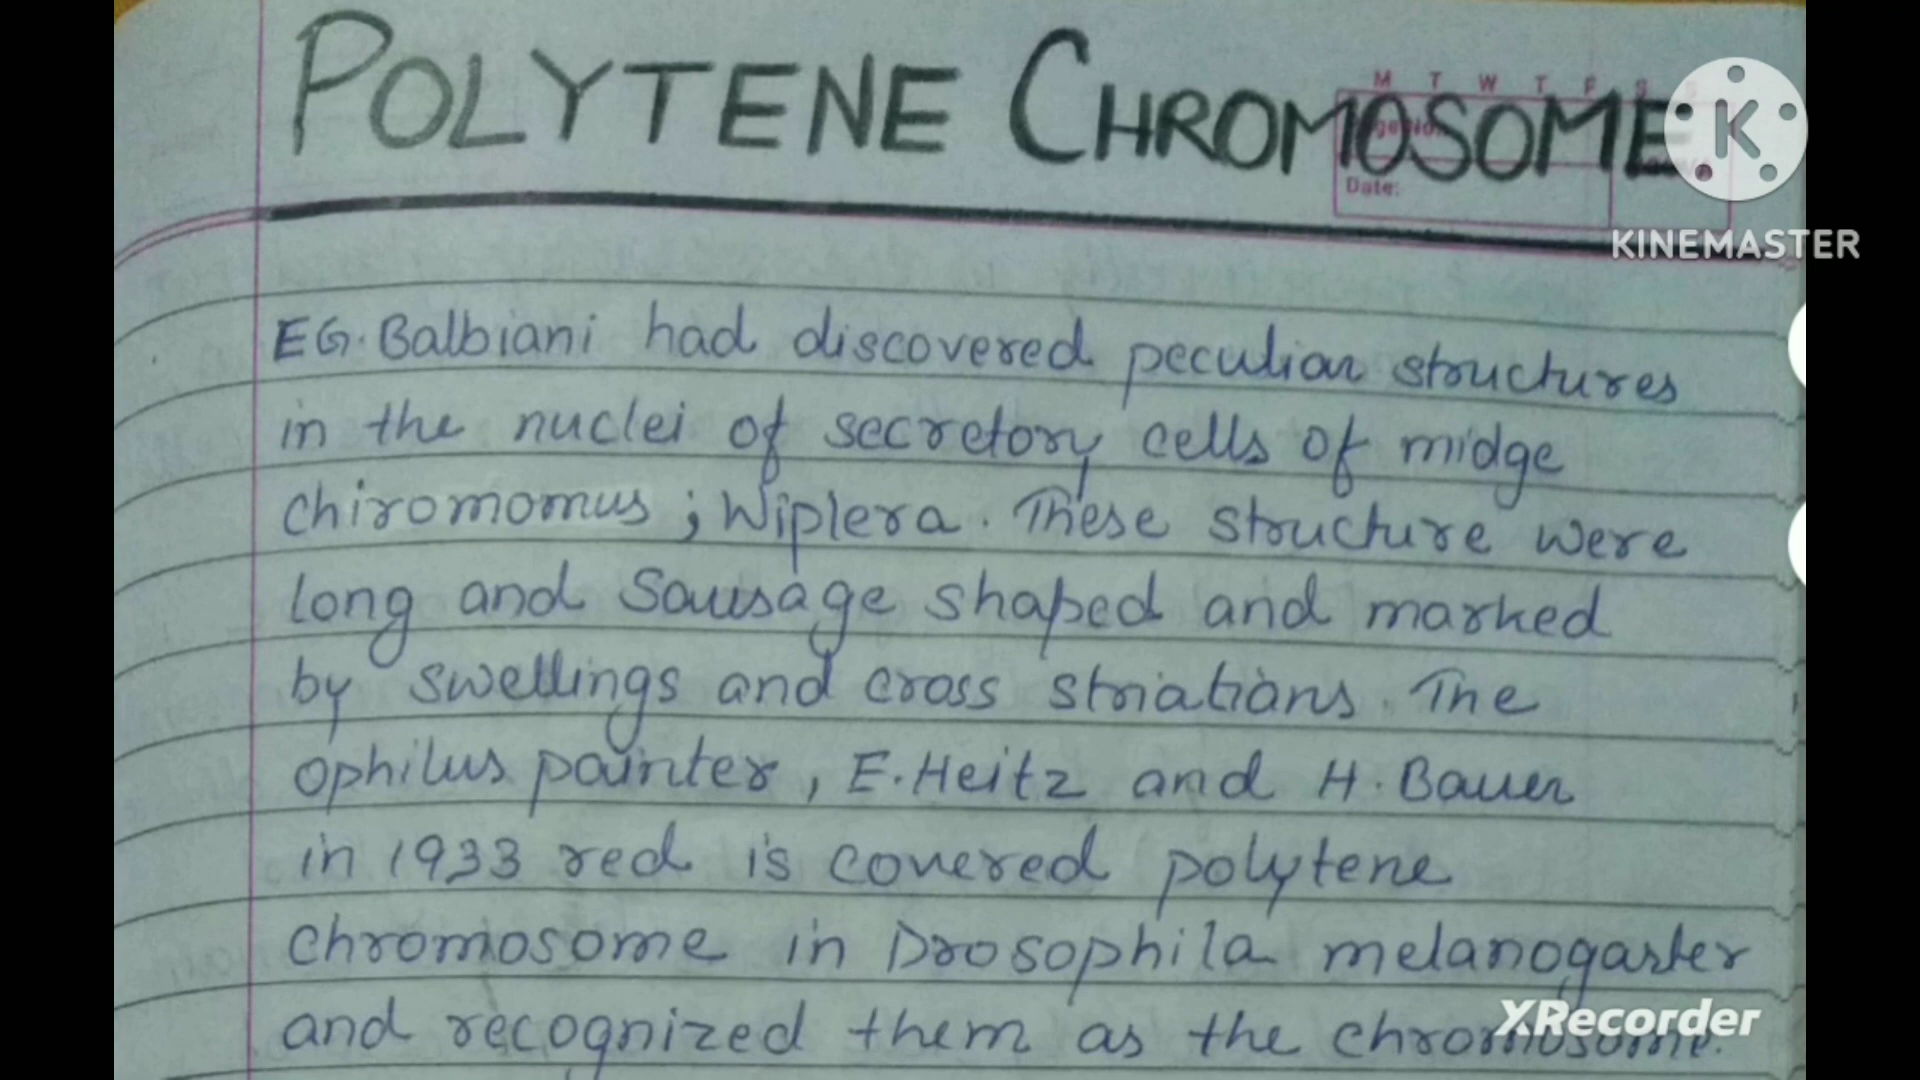 POLYTENE CHROMOSOME
M T W T F S S
Date:
K
KINEMASTER
EG. Balbiani had discovered peculiar structures
in the nuclei of secretory cells of midge
chiromomus ; Wiplera. These structure were
long and Sausage shaped and marked
by swellings and cross striations. The
ophilus painter, E. Heitz and H. Bauer
in 1933 red is covered polytene
chromosome in Drosophila melanogaster
and recognized them as the chromosome.
XRecorder